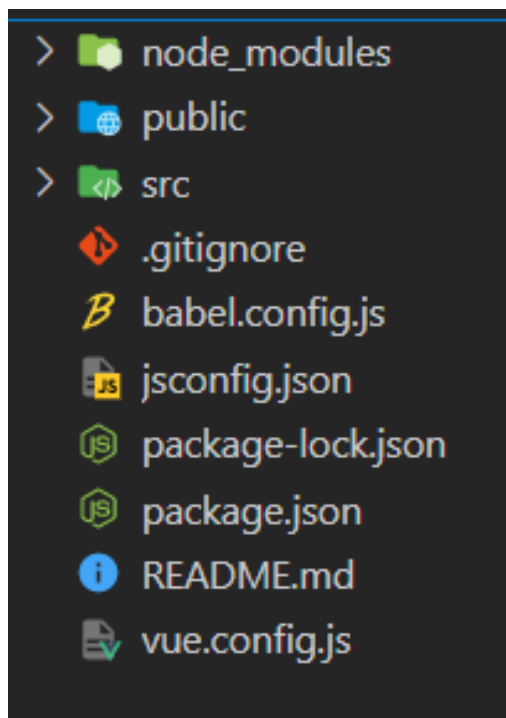 node_modules
public
src
.gitignore
babel.config.js
jsconfig.json
package-lock.json
package.json
README.md
vue.config.js